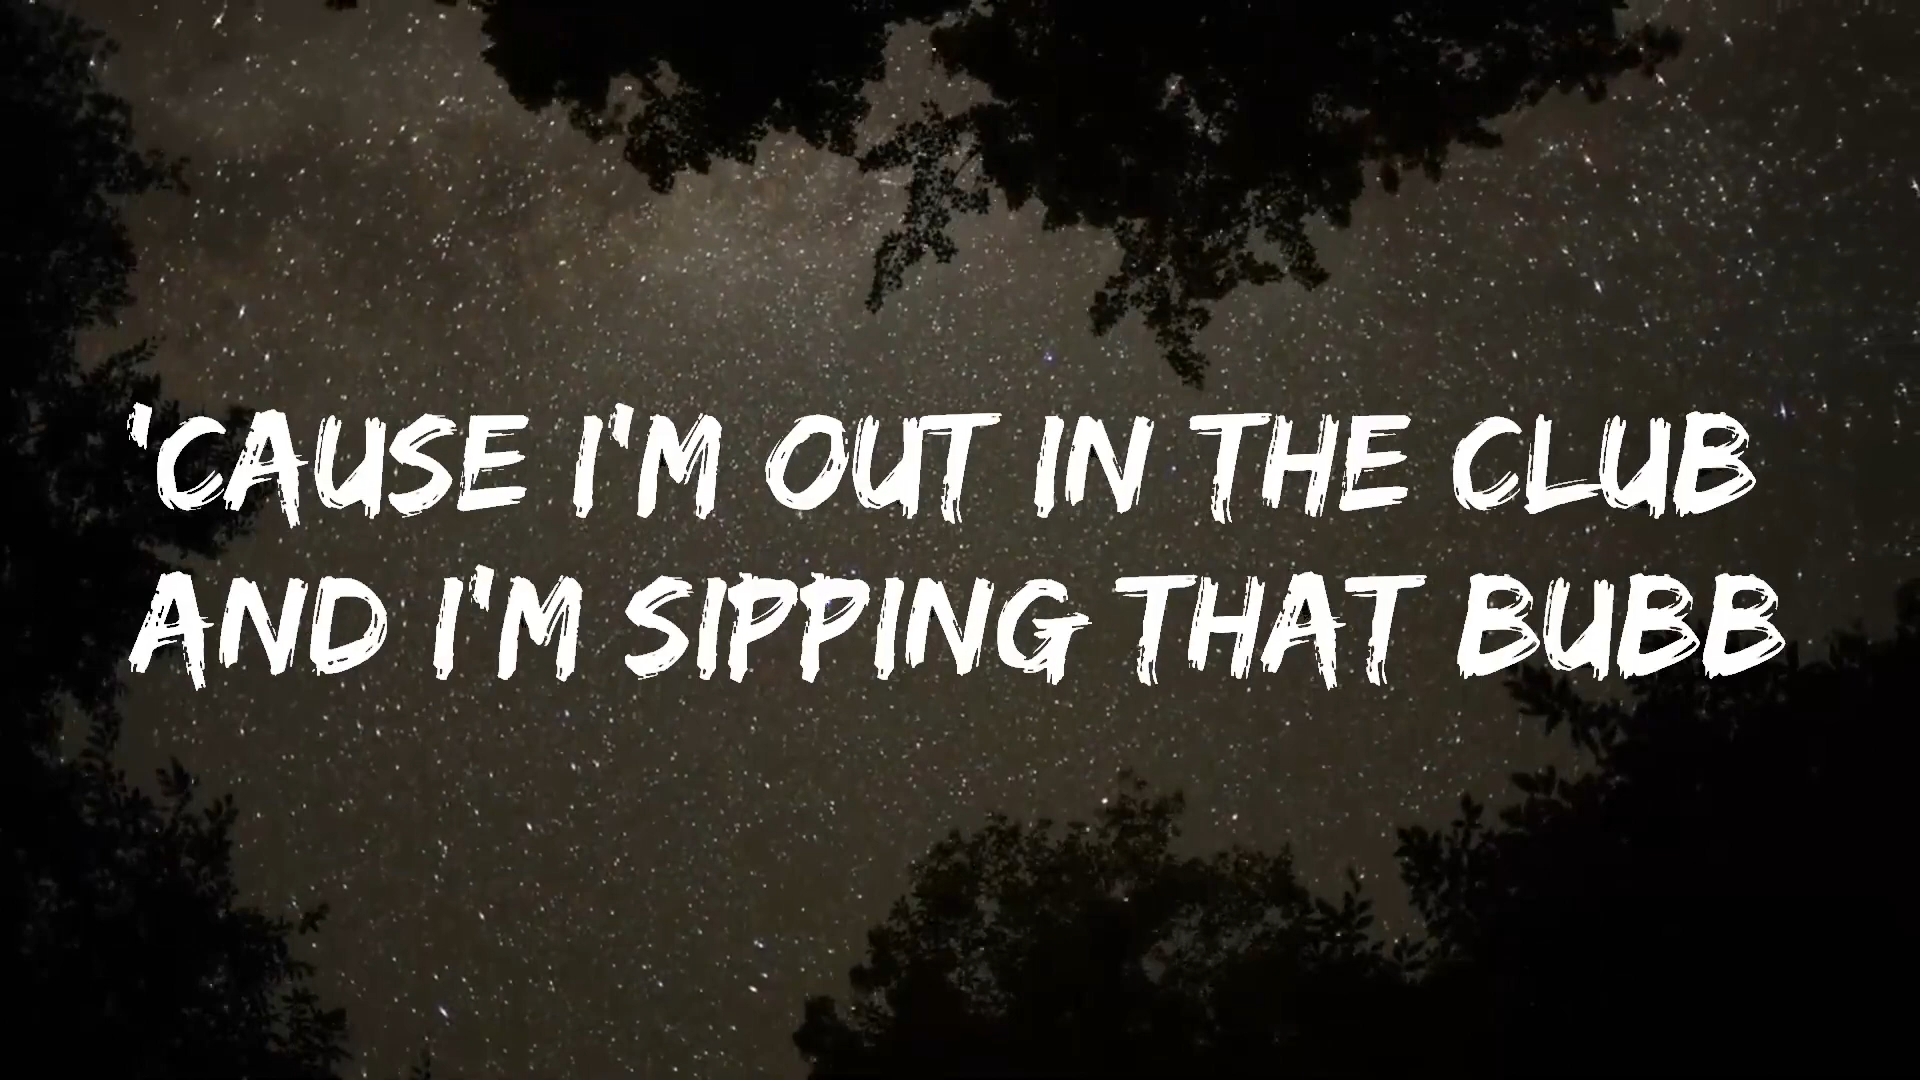 'CAUSE I'M OUT IN THE CLUB
AND I'M SIPPING THAT BUBB